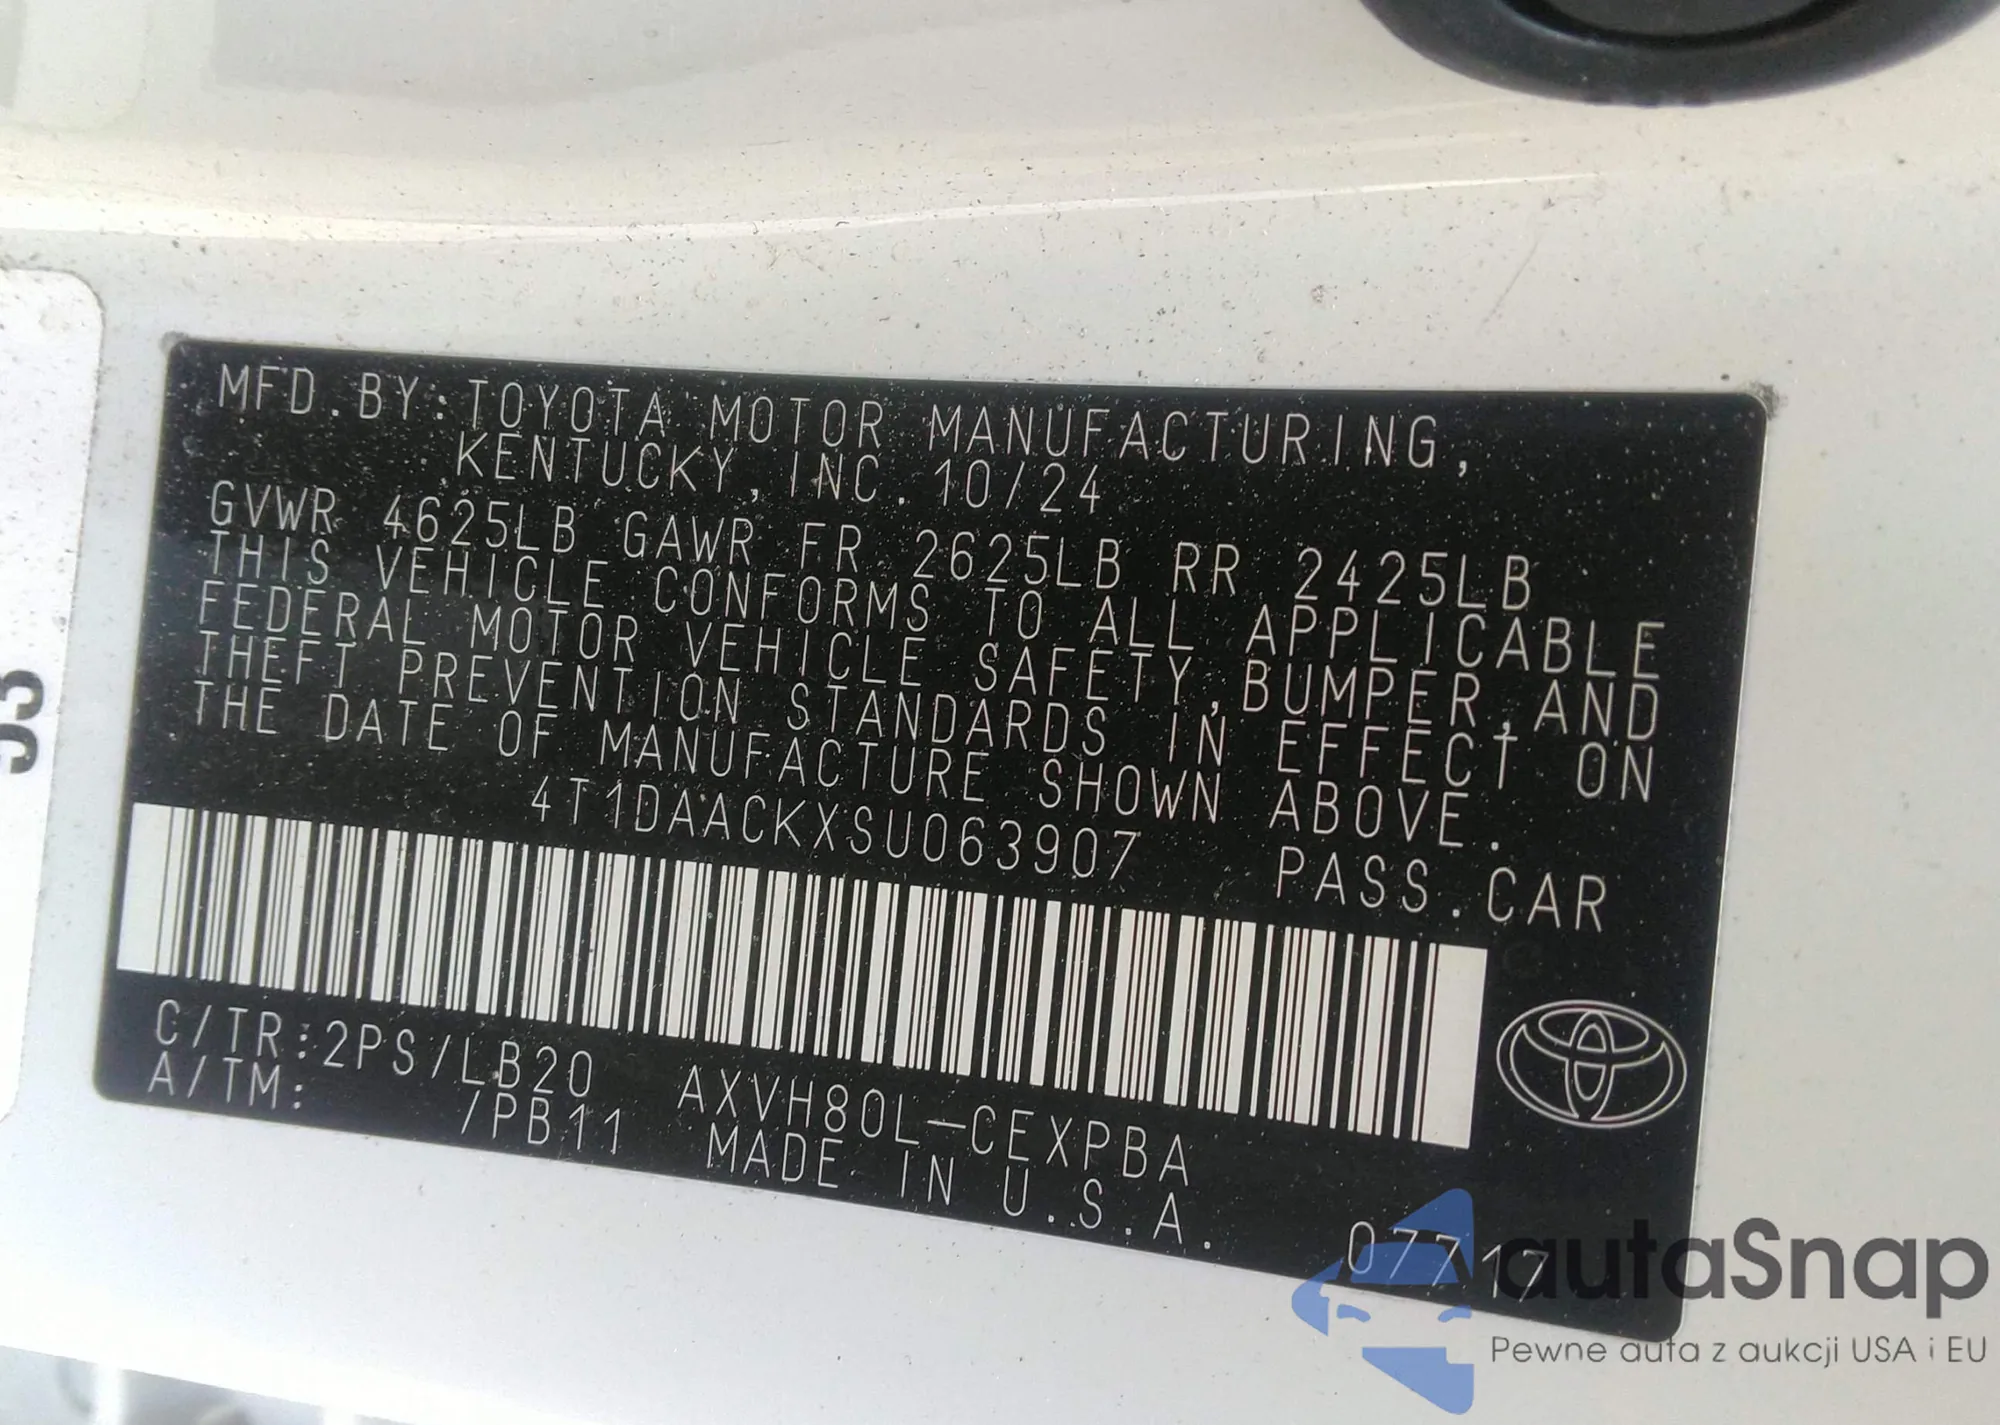 MFD.BY:TOYOTA MOTOR MANUFACTURING,
KENTUCKY, INC. 10/24
GVWR 4625LB GAWR FR 2625LB RR 2425LB
THIS VEHICLE CONFORMS TO ALL APPLICABLE
FEDERAL MOTOR VEHICLE SAFETY, BUMPER, AND
THEFT PREVENTION STANDARDS IN EFFECT ON
THE DATE OF MANUFACTURE SHOWN ABOVE.
4T1DAACKXSU063907 PASS.CAR
C/TR:2PS/LB20 AXVH80L-CEXPBA
A/TM: /PB11 MADE IN U.S.A.
07717
autaSnap
Pewne auta z aukcji USA i EU